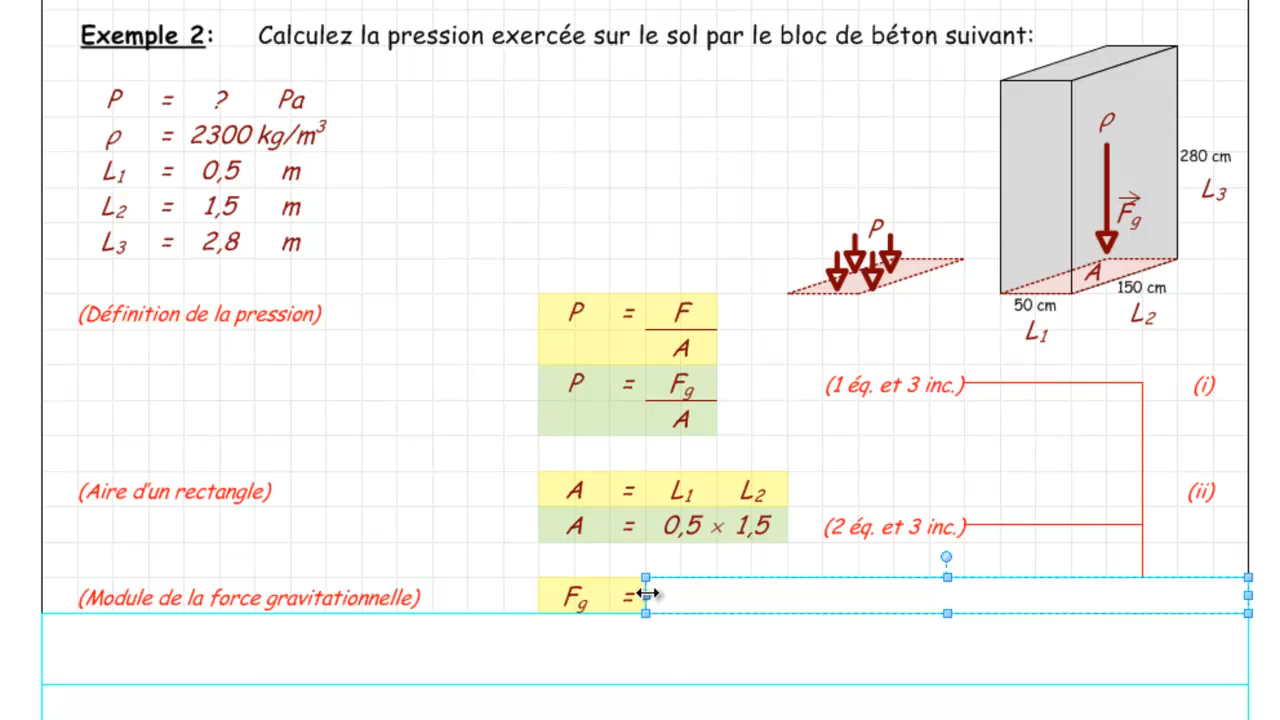 Exemple 2: Calculez la pression exercée sur le sol par le bloc de béton suivant:
P = ? Pa
ρ = 2300 kg/m³
L₁ = 0,5 m
L₂ = 1,5 m
L₃ = 2,8 m
ρ
280 cm
L₃
F⃗g
P
A
150 cm
L₂
50 cm
L₁
(Définition de la pression) P = F
A
P = Fg (1 éq. et 3 inc.) (i)
A
(Aire d'un rectangle) A = L₁ L₂ (ii)
A = 0,5 × 1,5 (2 éq. et 3 inc.)
(Module de la force gravitationnelle) Fg =